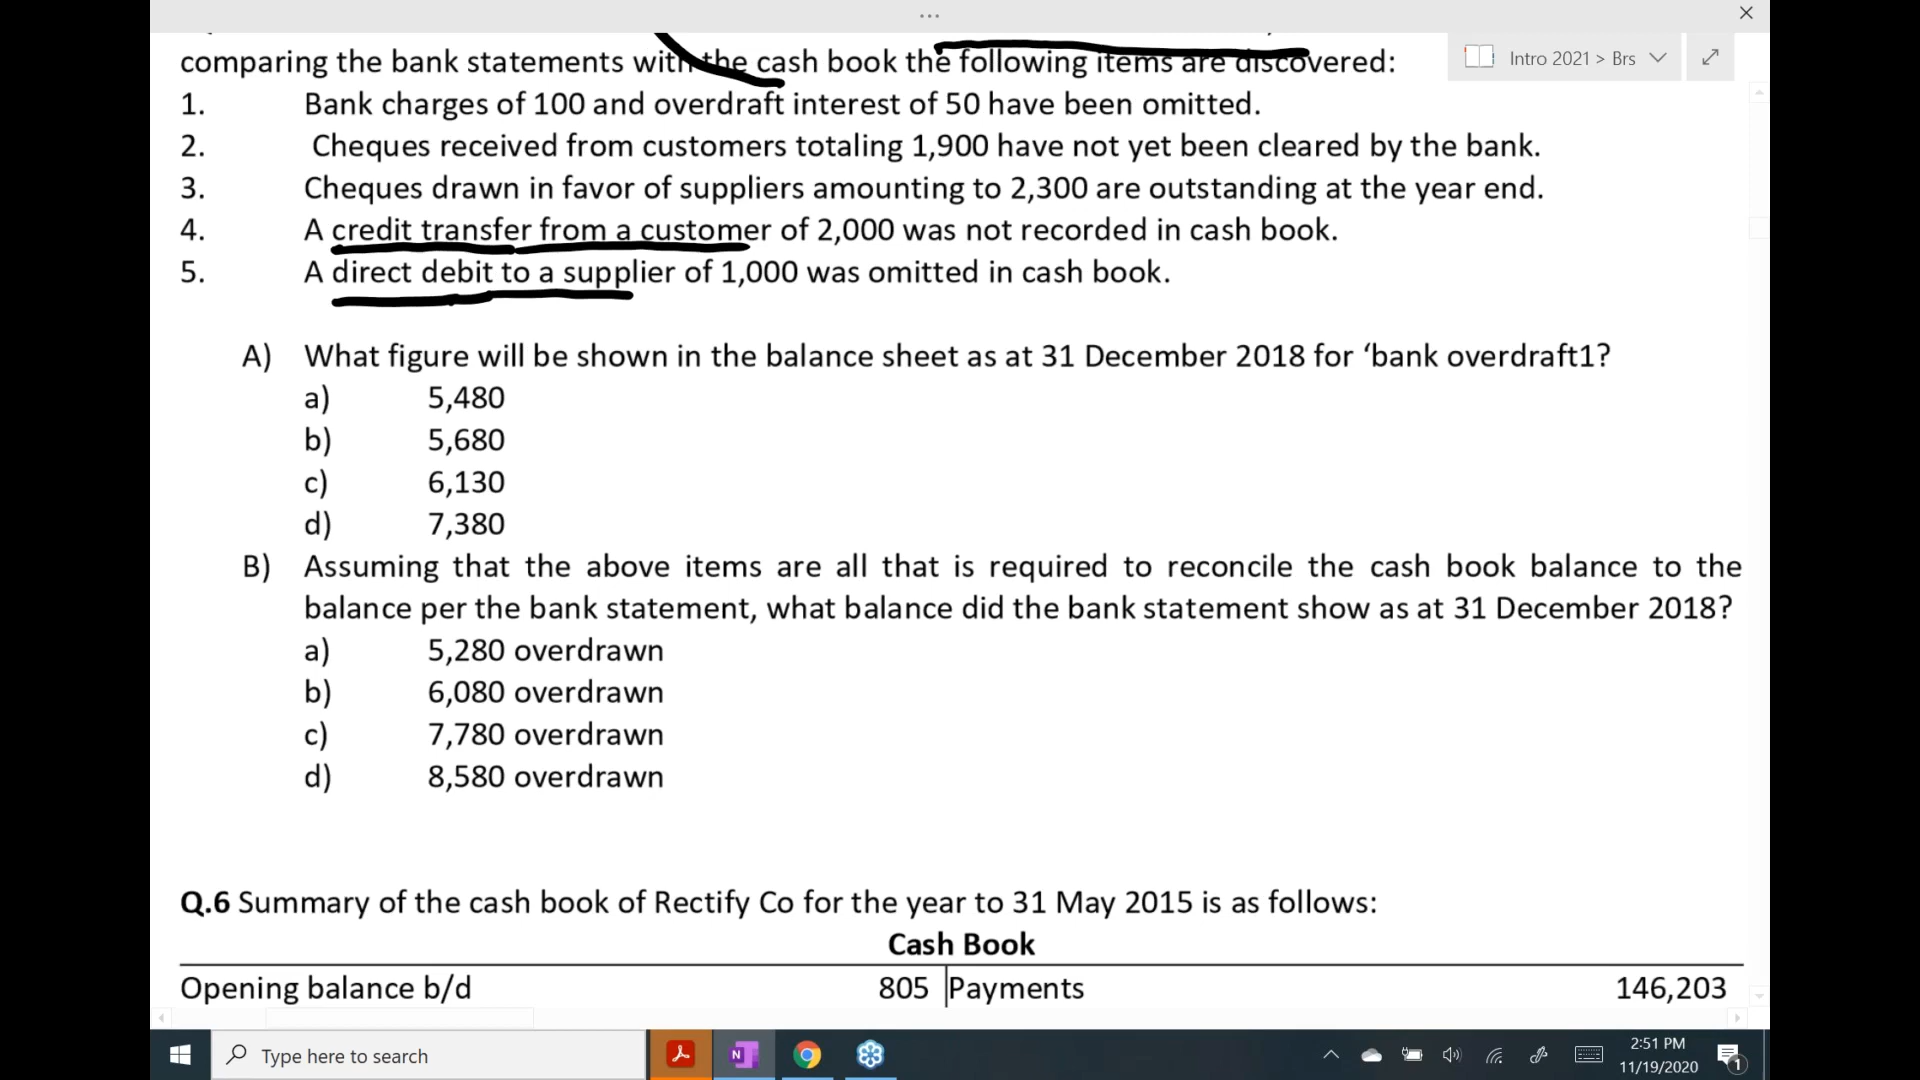 ...
Intro 2021 > Brs
comparing the bank statements with the cash book the following items are discovered:
1. Bank charges of 100 and overdraft interest of 50 have been omitted.
2. Cheques received from customers totaling 1,900 have not yet been cleared by the bank.
3. Cheques drawn in favor of suppliers amounting to 2,300 are outstanding at the year end.
4. A credit transfer from a customer of 2,000 was not recorded in cash book.
5. A direct debit to a supplier of 1,000 was omitted in cash book.
A) What figure will be shown in the balance sheet as at 31 December 2018 for ‘bank overdraft1?
a) 5,480
b) 5,680
c) 6,130
d) 7,380
B) Assuming that the above items are all that is required to reconcile the cash book balance to the
balance per the bank statement, what balance did the bank statement show as at 31 December 2018?
a) 5,280 overdrawn
b) 6,080 overdrawn
c) 7,780 overdrawn
d) 8,580 overdrawn
Q.6 Summary of the cash book of Rectify Co for the year to 31 May 2015 is as follows:
Cash Book
Opening balance b/d 805 Payments 146,203
Type here to search
N
2:51 PM
11/19/2020
1